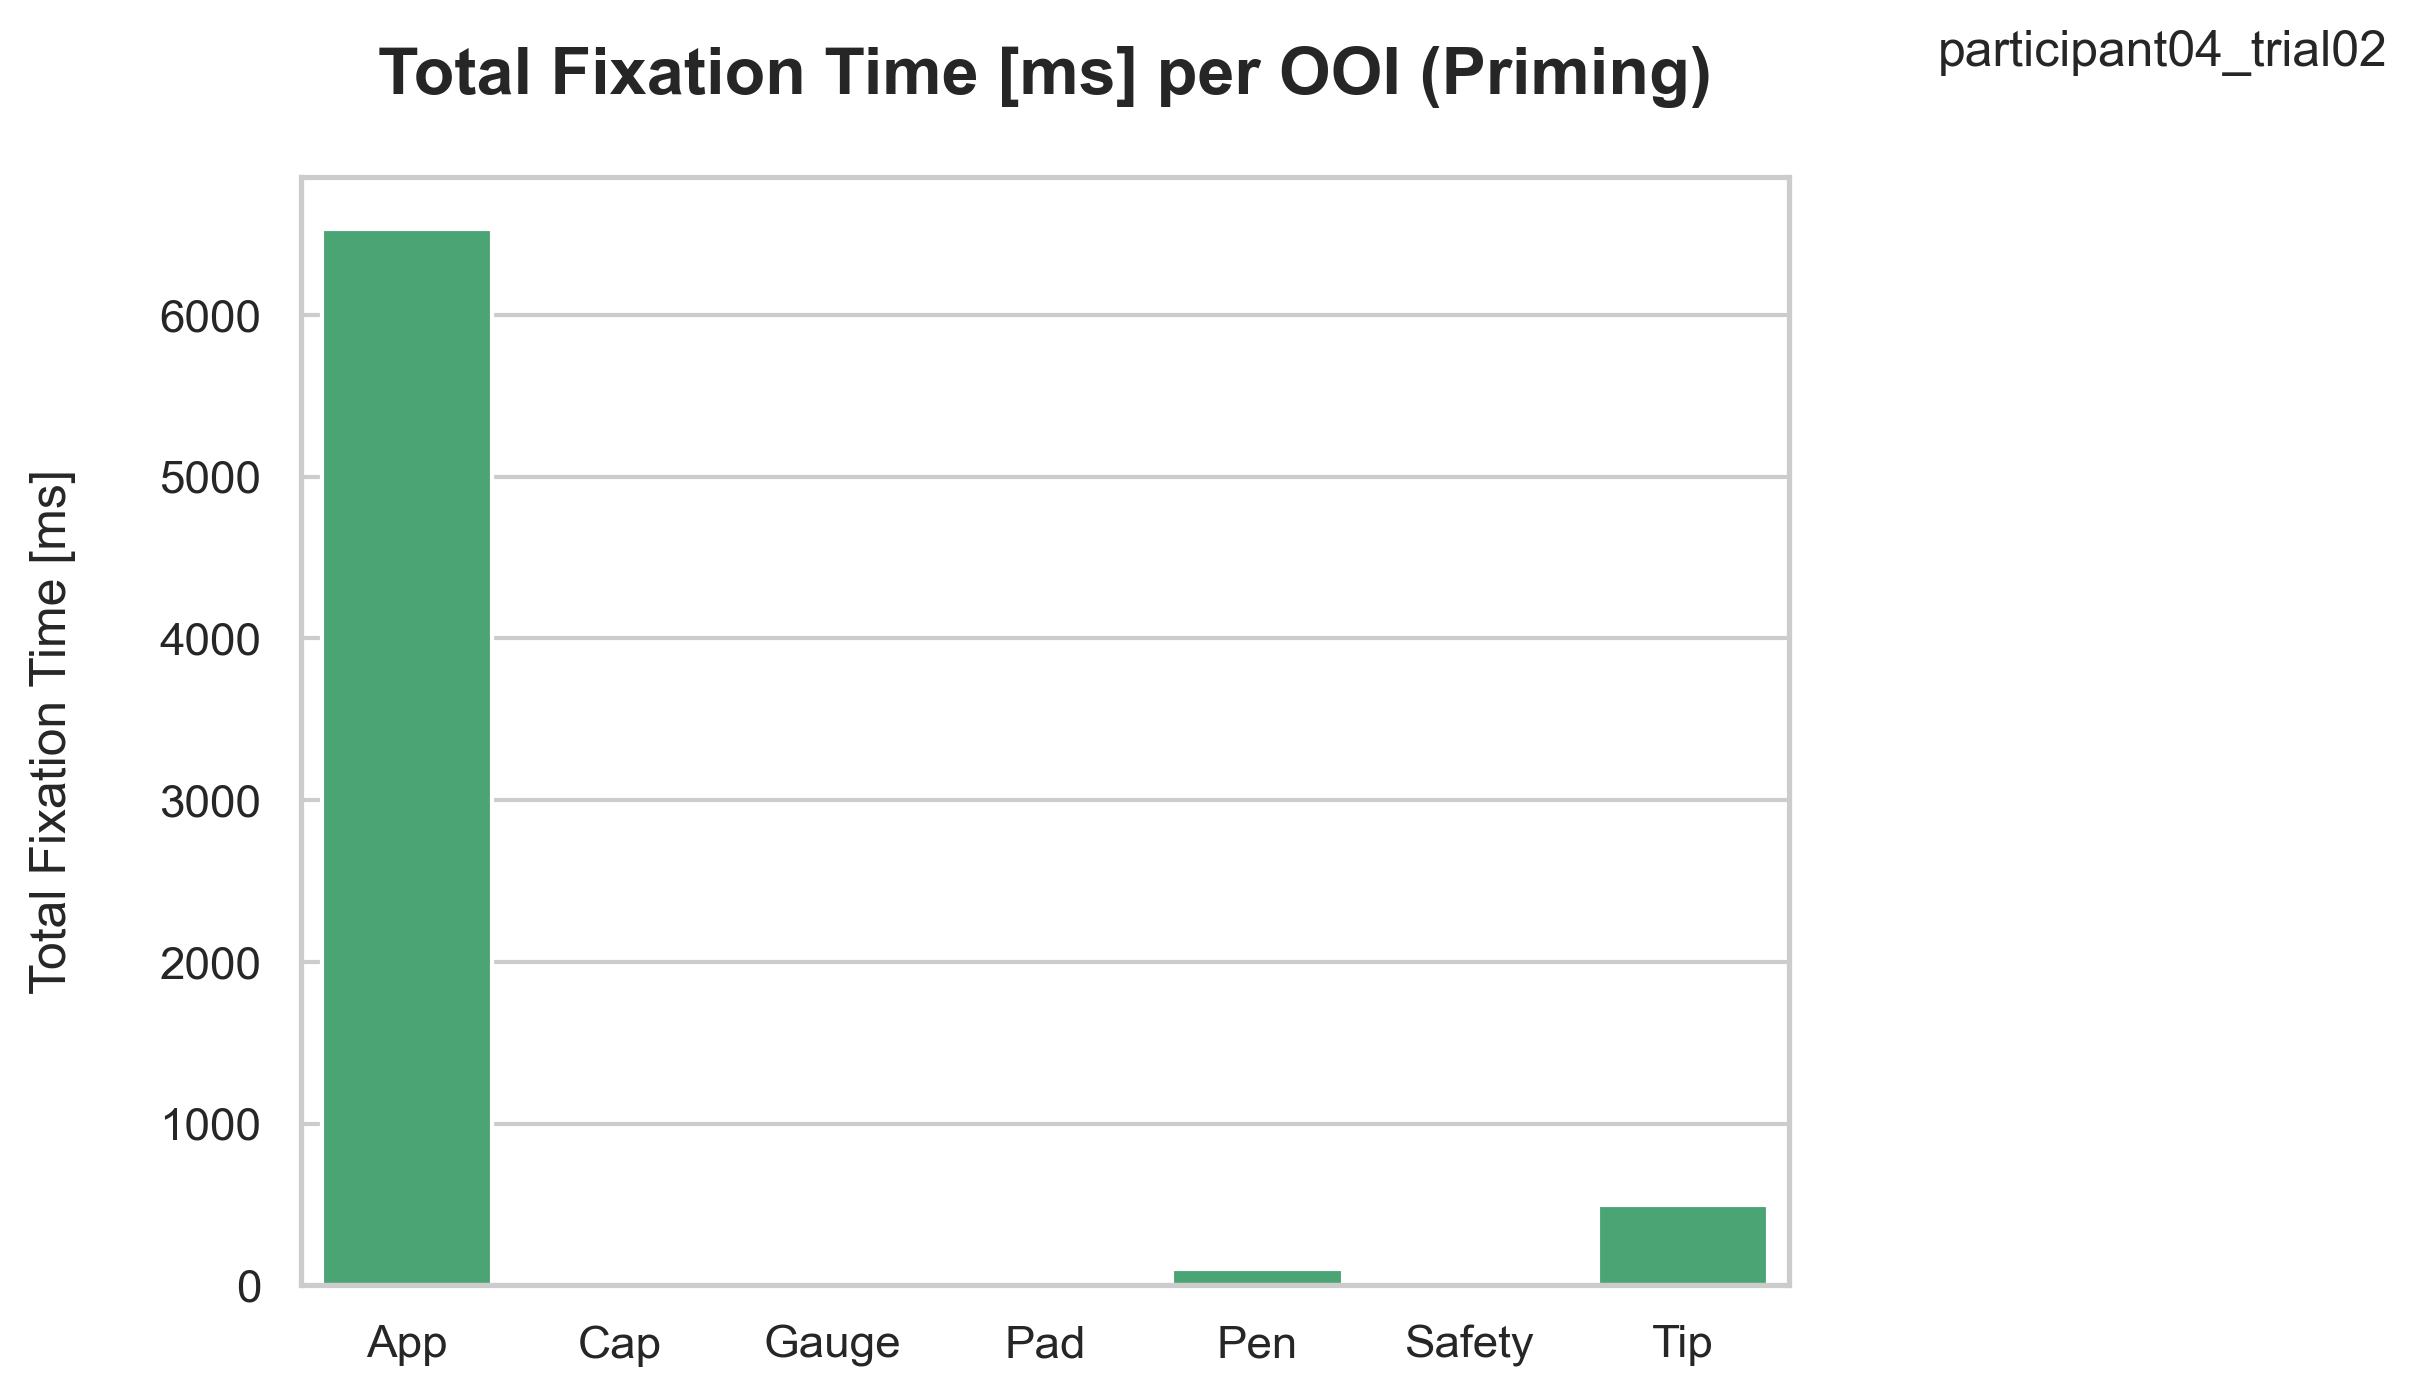 participant04_trial02
Total Fixation Time [ms] per OOI (Priming)
Total Fixation Time [ms]
6000
5000
4000
3000
2000
1000
0
App Cap Gauge Pad Pen Safety Tip